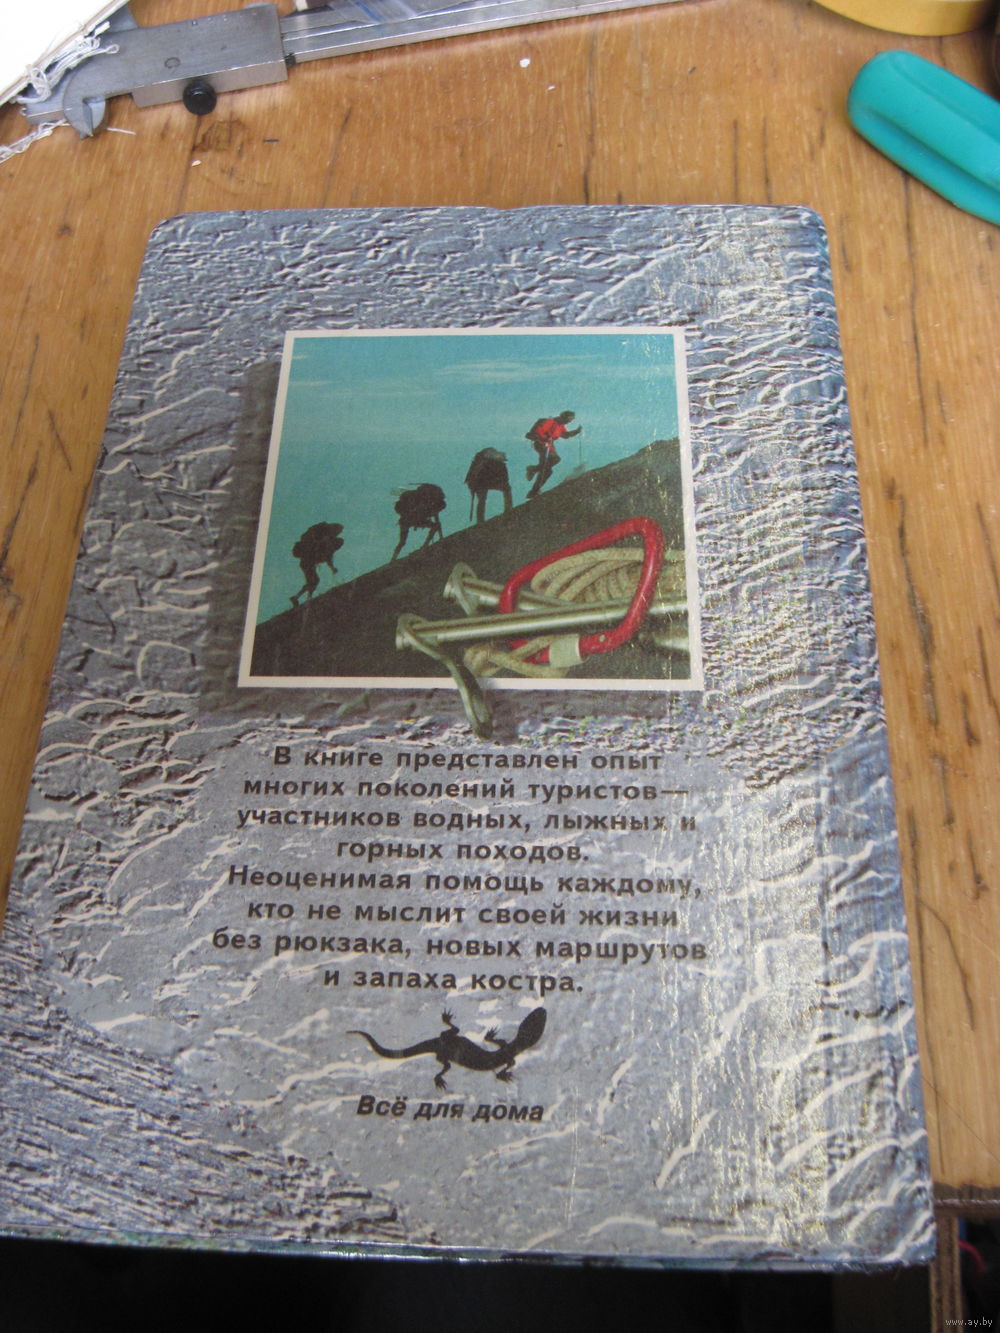 В книге представлен опыт
многих поколений туристов—
участников водных, лыжных и
горных походов.
Неоценимая помощь каждому,
кто не мыслит своей жизни
без рюкзака, новых маршрутов
и запаха костра.
Всё для дома
www.ay.by